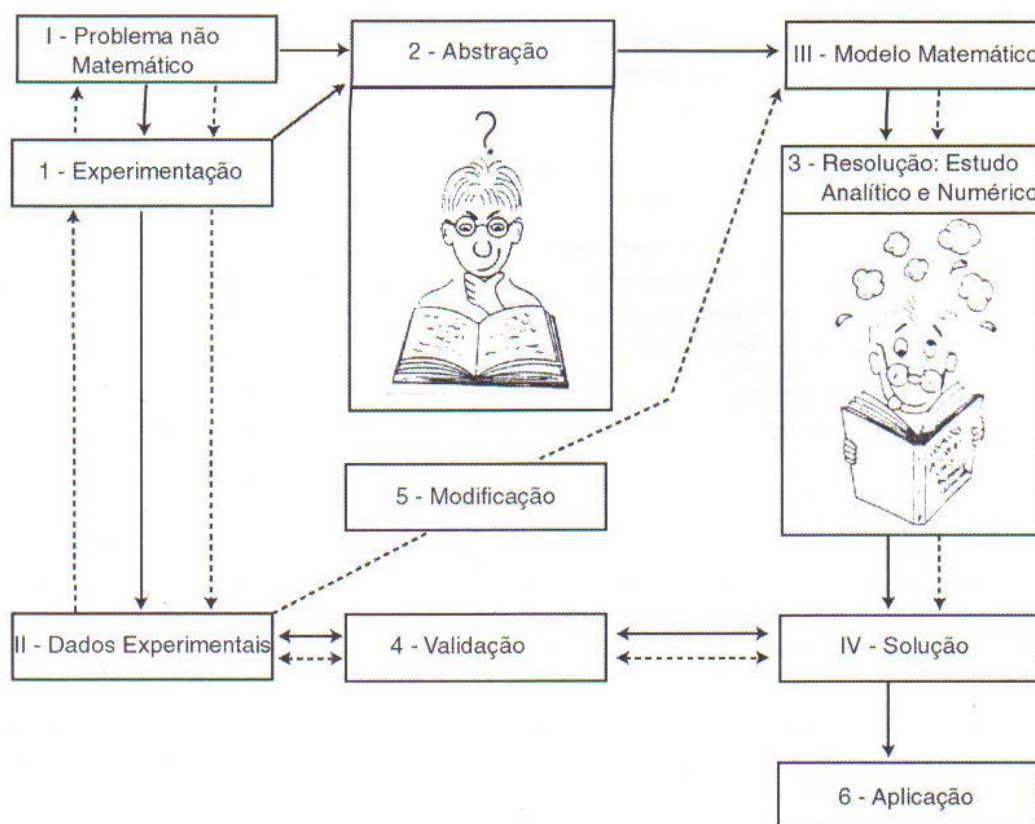 I - Problema não
Matemático
2 - Abstração
III - Modelo Matemático
1 - Experimentação
3 - Resolução: Estudo
Analítico e Numérico
?
5 - Modificação
II - Dados Experimentais
4 - Validação
IV - Solução
6 - Aplicação